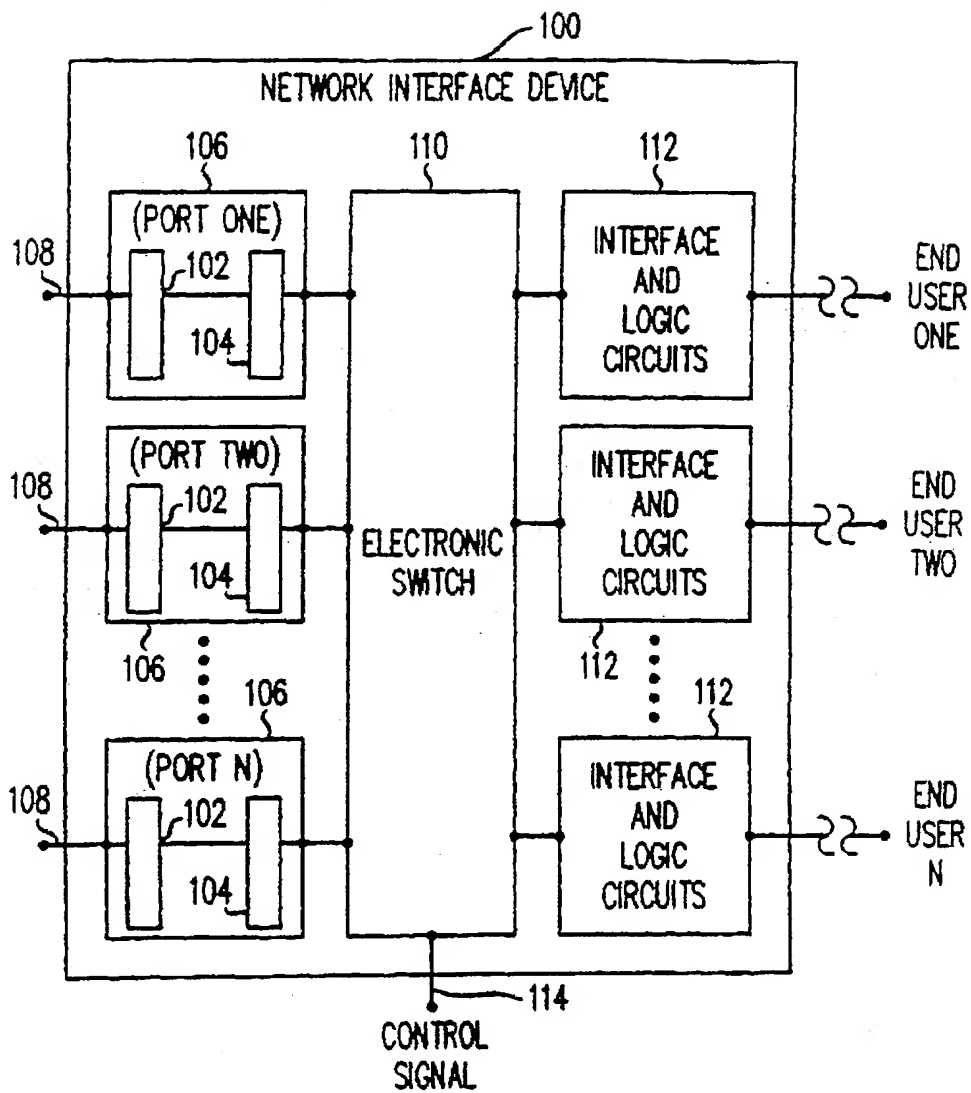 100
NETWORK INTERFACE DEVICE
106
110
112
(PORT ONE)
108
102
104
INTERFACE
AND
LOGIC
CIRCUITS
END
USER
ONE
(PORT TWO)
108
102
104
106
ELECTRONIC
SWITCH
INTERFACE
AND
LOGIC
CIRCUITS
112
END
USER
TWO
106
(PORT N)
108
102
104
112
INTERFACE
AND
LOGIC
CIRCUITS
END
USER
N
114
CONTROL
SIGNAL